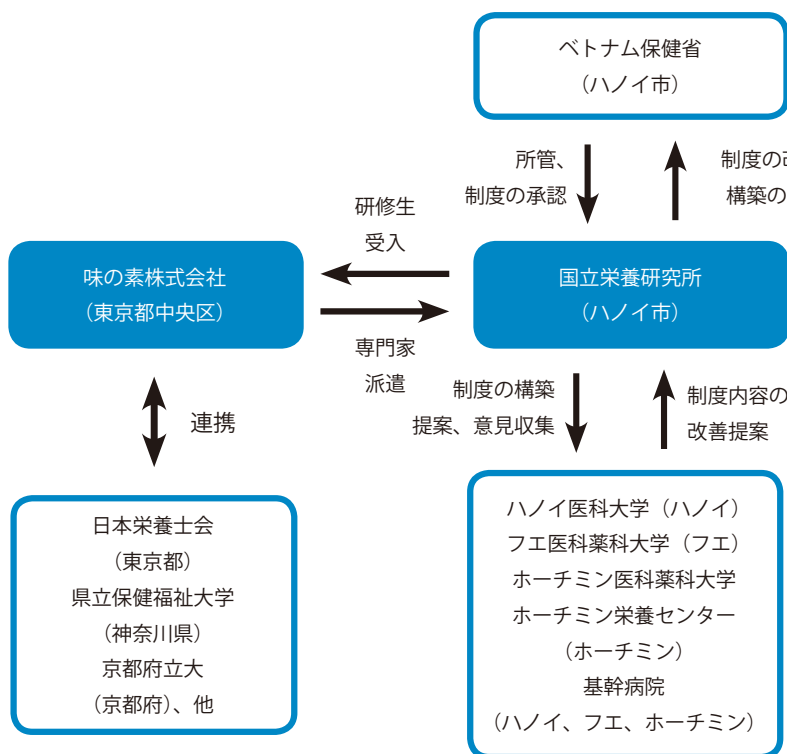 ベトナム保健省
（ハノイ市）
所管、
制度の承認
制度の
構築の
研修生
受入
味の素株式会社
（東京都中央区）
国立栄養研究所
（ハノイ市）
専門家
派遣
制度の構築
提案、意見収集
制度内容の
改善提案
連携
日本栄養士会
（東京都）
県立保健福祉大学
（神奈川県）
京都府立大
（京都府）、他
ハノイ医科大学（ハノイ）
フエ医科薬科大学（フエ）
ホーチミン医科薬科大学
ホーチミン栄養センター
（ホーチミン）
基幹病院
（ハノイ、フエ、ホーチミン）